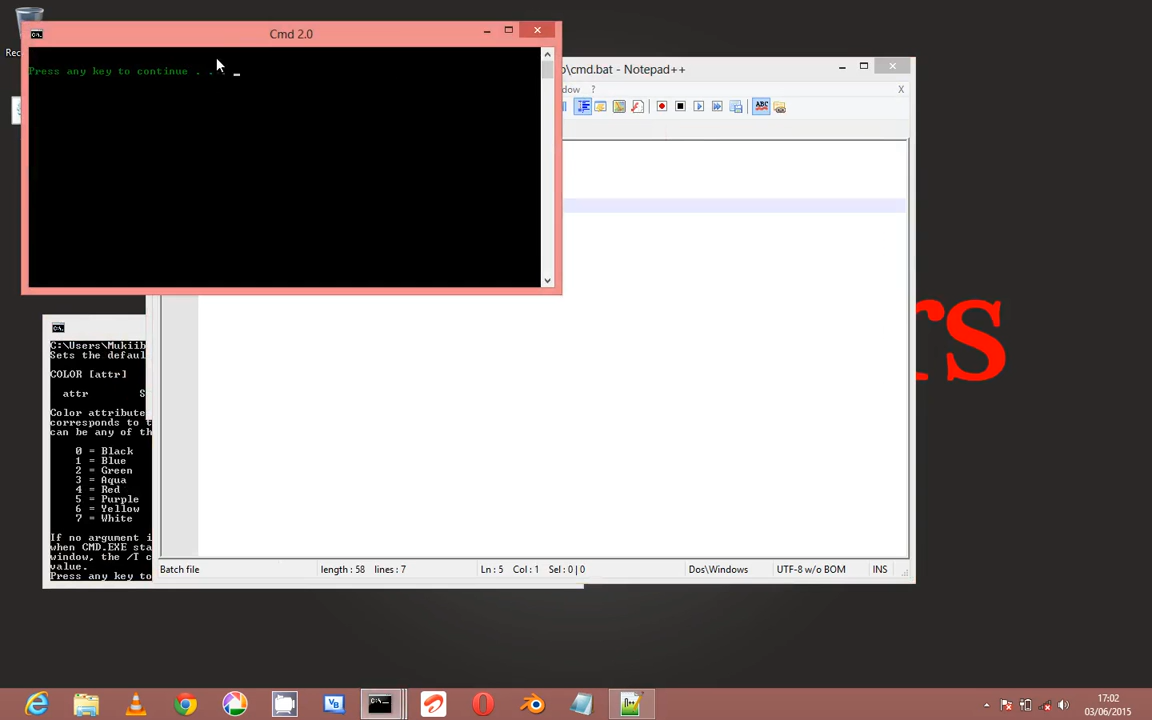 Rec
Cmd 2.0
Press any key to continue . . .
\cmd.bat - Notepad++
?
X
ABC
C:\Users\Mukiib
Sets the defaul
COLOR [attr]
attr S
Color attribute
corresponds to t
can be any of th
0 = Black
1 = Blue
2 = Green
3 = Aqua
4 = Red
5 = Purple
6 = Yellow
7 = White
If no argument i
when CMD.EXE sta
window, the /T c
value.
Press any key to
rs
Batch file
length : 58 lines : 7
Ln : 5 Col : 1 Sel : 0 | 0
Dos\Windows
UTF-8 w/o BOM
INS
17:02
03/06/2015